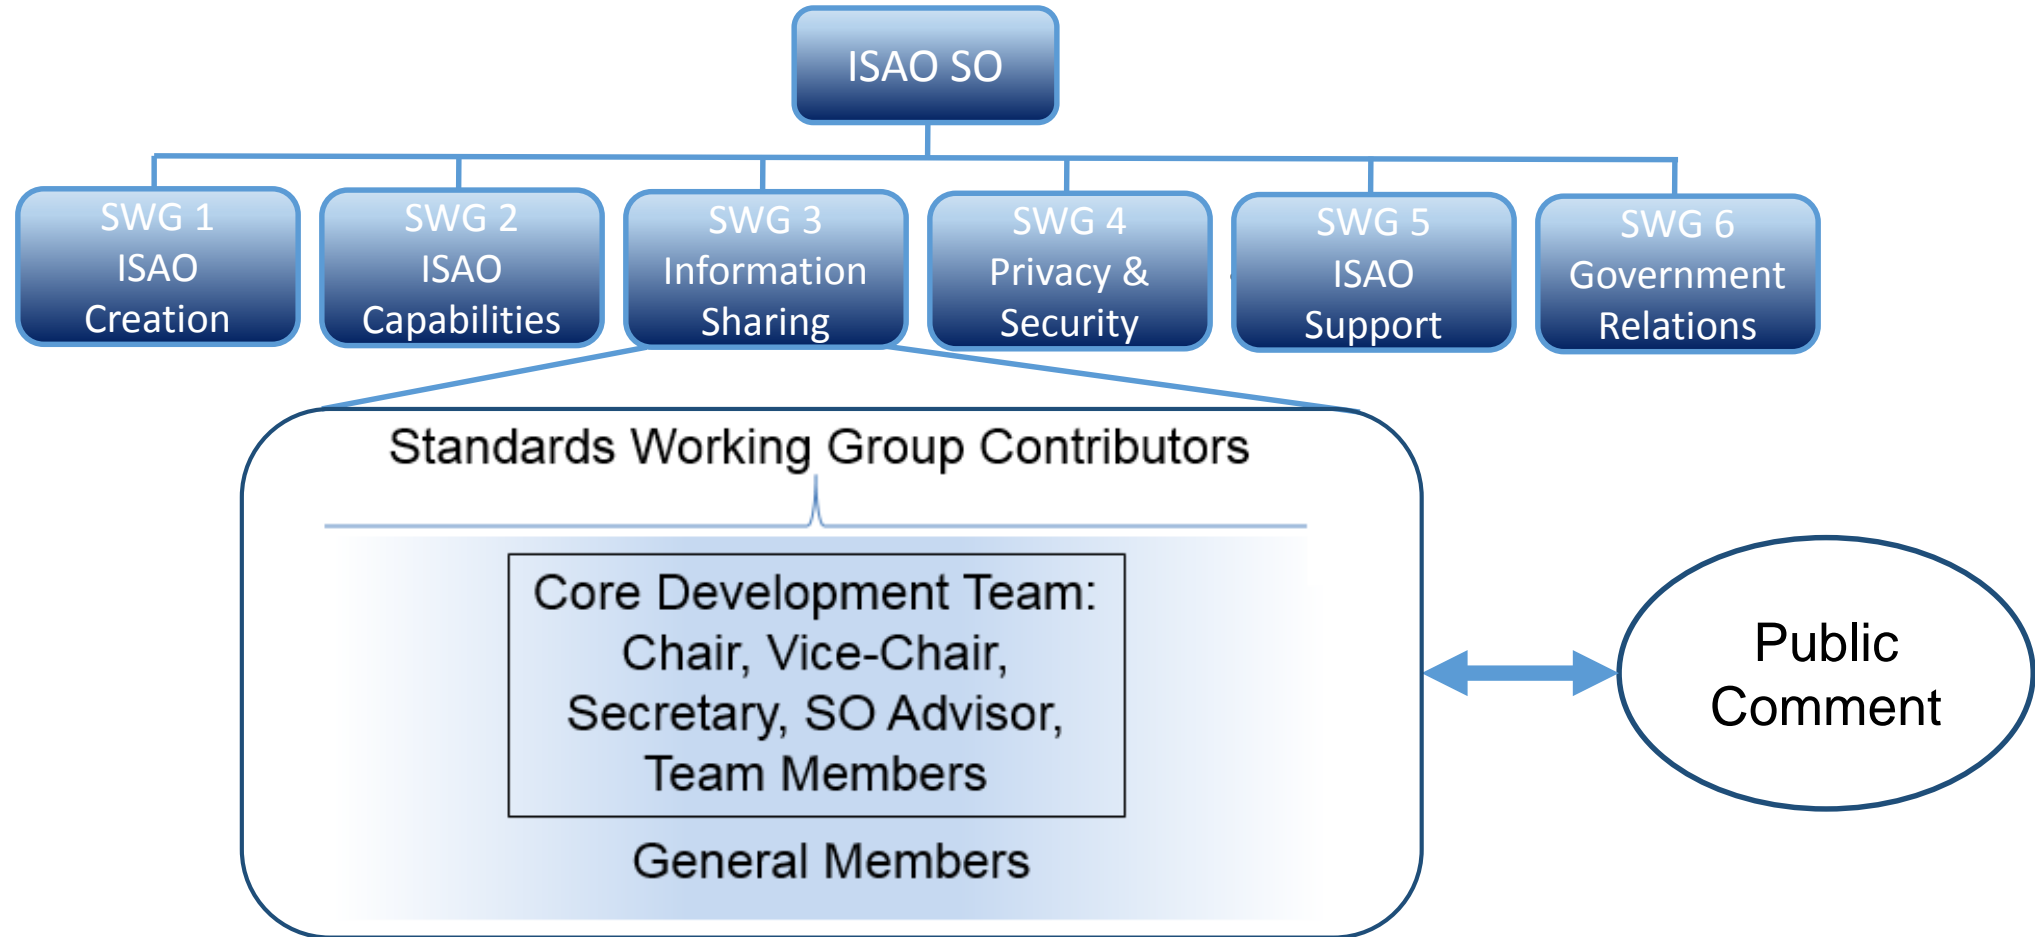 ISAO SO
SWG 1
ISAO
Creation
SWG 2
ISAO
Capabilities
SWG 3
Information
Sharing
SWG 4
Privacy &
Security
SWG 5
ISAO
Support
SWG 6
Government
Relations
Standards Working Group Contributors
Core Development Team:
Chair, Vice-Chair,
Secretary, SO Advisor,
Team Members
General Members
Public
Comment